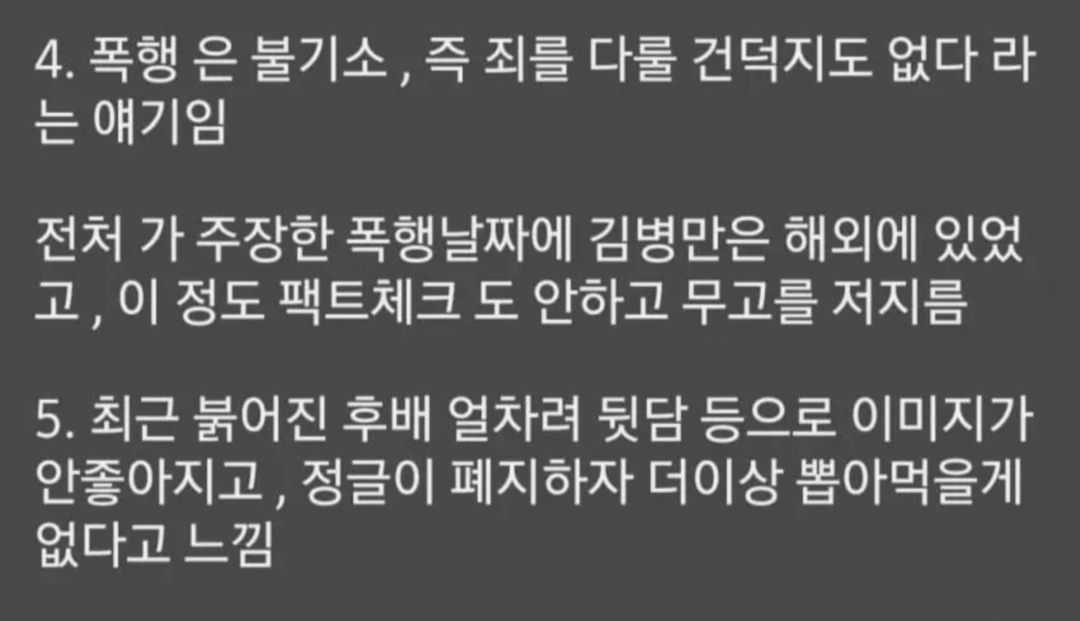 4. 폭행 은 불기소 , 즉 죄를 다룰 건덕지도 없다 라
는 얘기임
전처 가 주장한 폭행날짜에 김병만은 해외에 있었
고 , 이 정도 팩트체크 도 안하고 무고를 저지름
5. 최근 붉어진 후배 얼차려 뒷담 등으로 이미지가
안좋아지고 , 정글이 폐지하자 더이상 뽑아먹을게
없다고 느낌